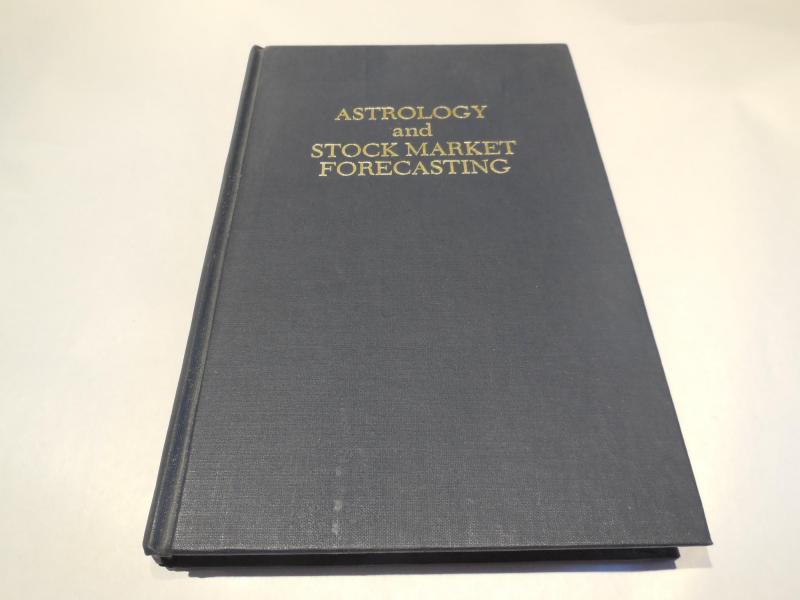 ASTROLOGY
and
STOCK MARKET
FORECASTING